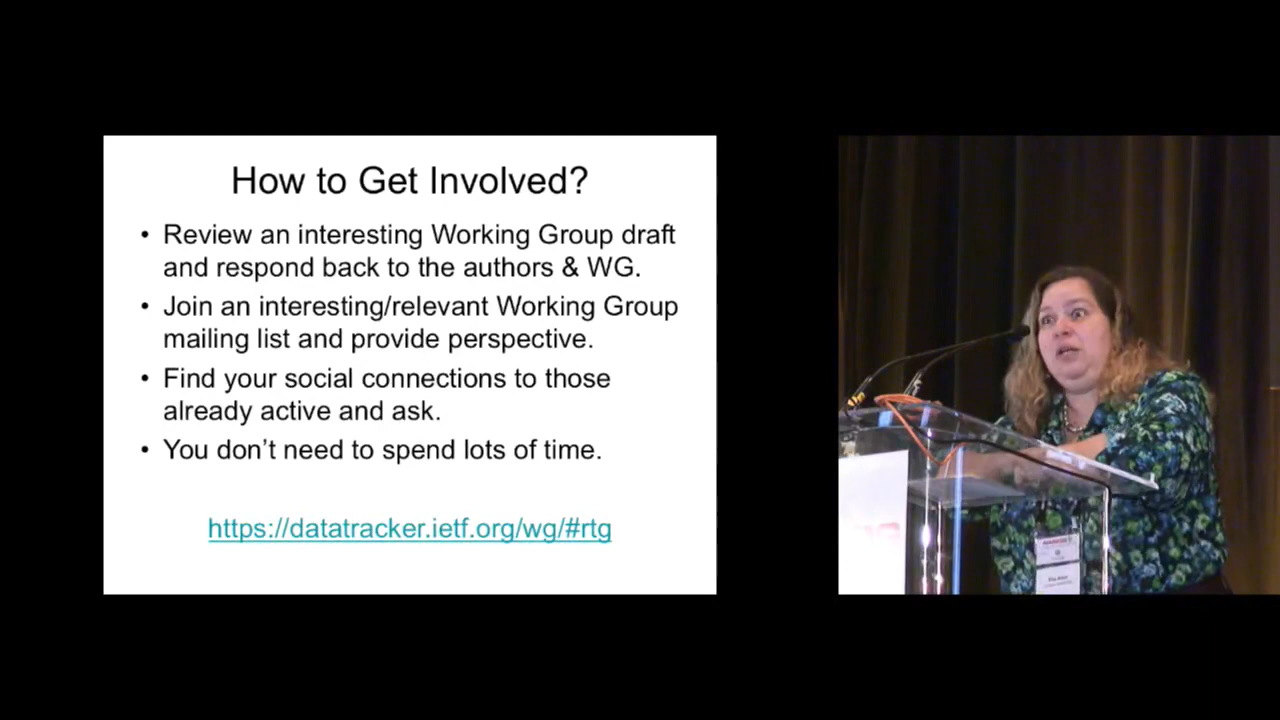 How to Get Involved?
• Review an interesting Working Group draft
and respond back to the authors & WG.
• Join an interesting/relevant Working Group
mailing list and provide perspective.
• Find your social connections to those
already active and ask.
• You don’t need to spend lots of time.
https://datatracker.ietf.org/wg/#rtg